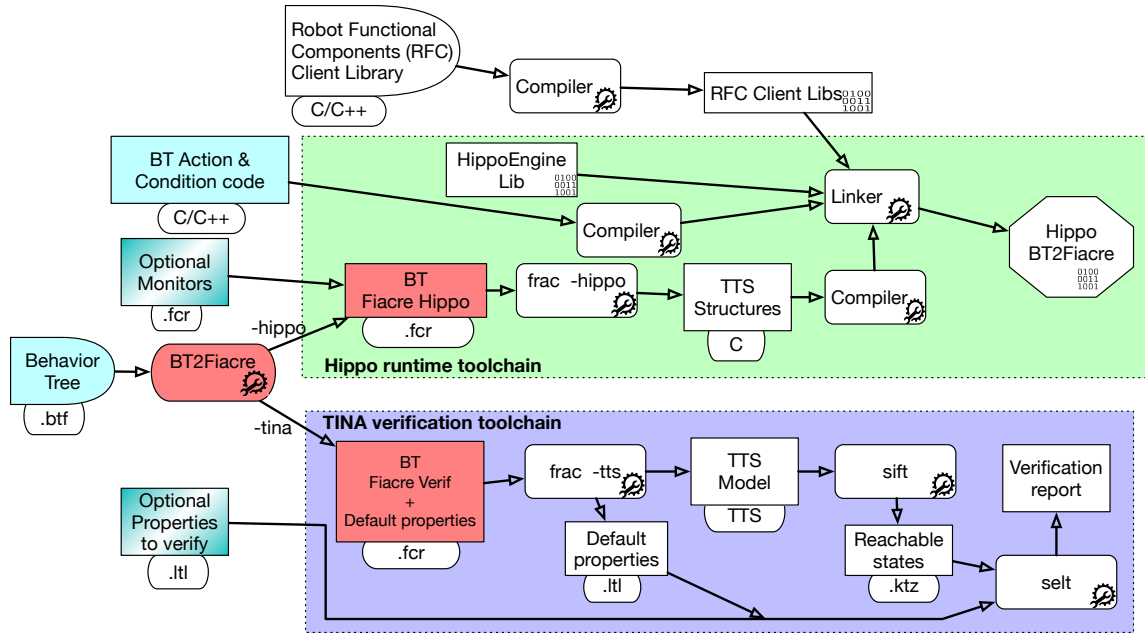 Robot Functional
Components (RFC)
Client Library
C/C++
Compiler
RFC Client Libs
0100
0011
1001
BT Action &
Condition code
C/C++
HippoEngine
Lib
0100
0011
1001
Compiler
Linker
Hippo
BT2Fiacre
0100
0011
1001
Optional
Monitors
.fcr
BT
Fiacre Hippo
.fcr
frac -hippo
TTS
Structures
C
Compiler
-hippo
Hippo runtime toolchain
Behavior
Tree
.btf
BT2Fiacre
-tina
TINA verification toolchain
BT
Fiacre Verif
+
Default properties
.fcr
frac -tts
TTS
Model
TTS
sift
Verification
report
Optional
Properties
to verify
.ltl
Default
properties
.ltl
Reachable
states
.ktz
selt